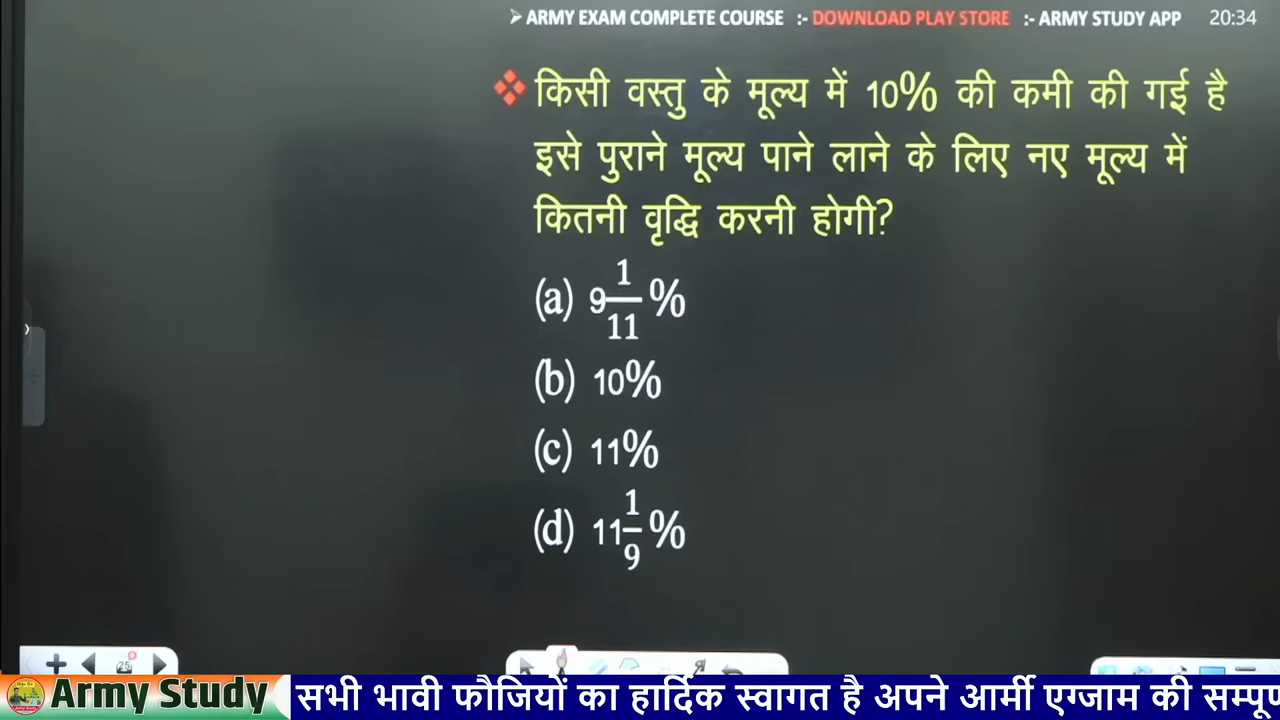 ➢ ARMY EXAM COMPLETE COURSE :- DOWNLOAD PLAY STORE :- ARMY STUDY APP 20:34
❖ किसी वस्तु के मूल्य में 10% की कमी की गई है
इसे पुराने मूल्य पाने लाने के लिए नए मूल्य में
कितनी वृद्धि करनी होगी?
(a) 9 1/11 %
(b) 10%
(c) 11%
(d) 11 1/9 %
25
Army Study सभी भावी फौजियों का हार्दिक स्वागत है अपने आर्मी एग्जाम की सम्पूर